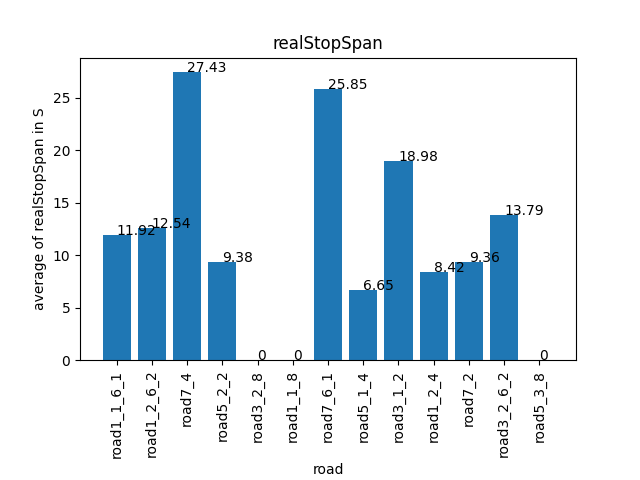 realStopSpan
average of realStopSpan in S
25
20
15
10
5
0
11.92
12.54
27.43
9.38
0
0
25.85
6.65
18.98
8.42
9.36
13.79
0
road1_1_6_1
road1_2_6_2
road7_4
road5_2_2
road3_2_8
road1_1_8
road7_6_1
road5_1_4
road3_1_2
road1_2_4
road7_2
road3_2_6_2
road5_3_8
road